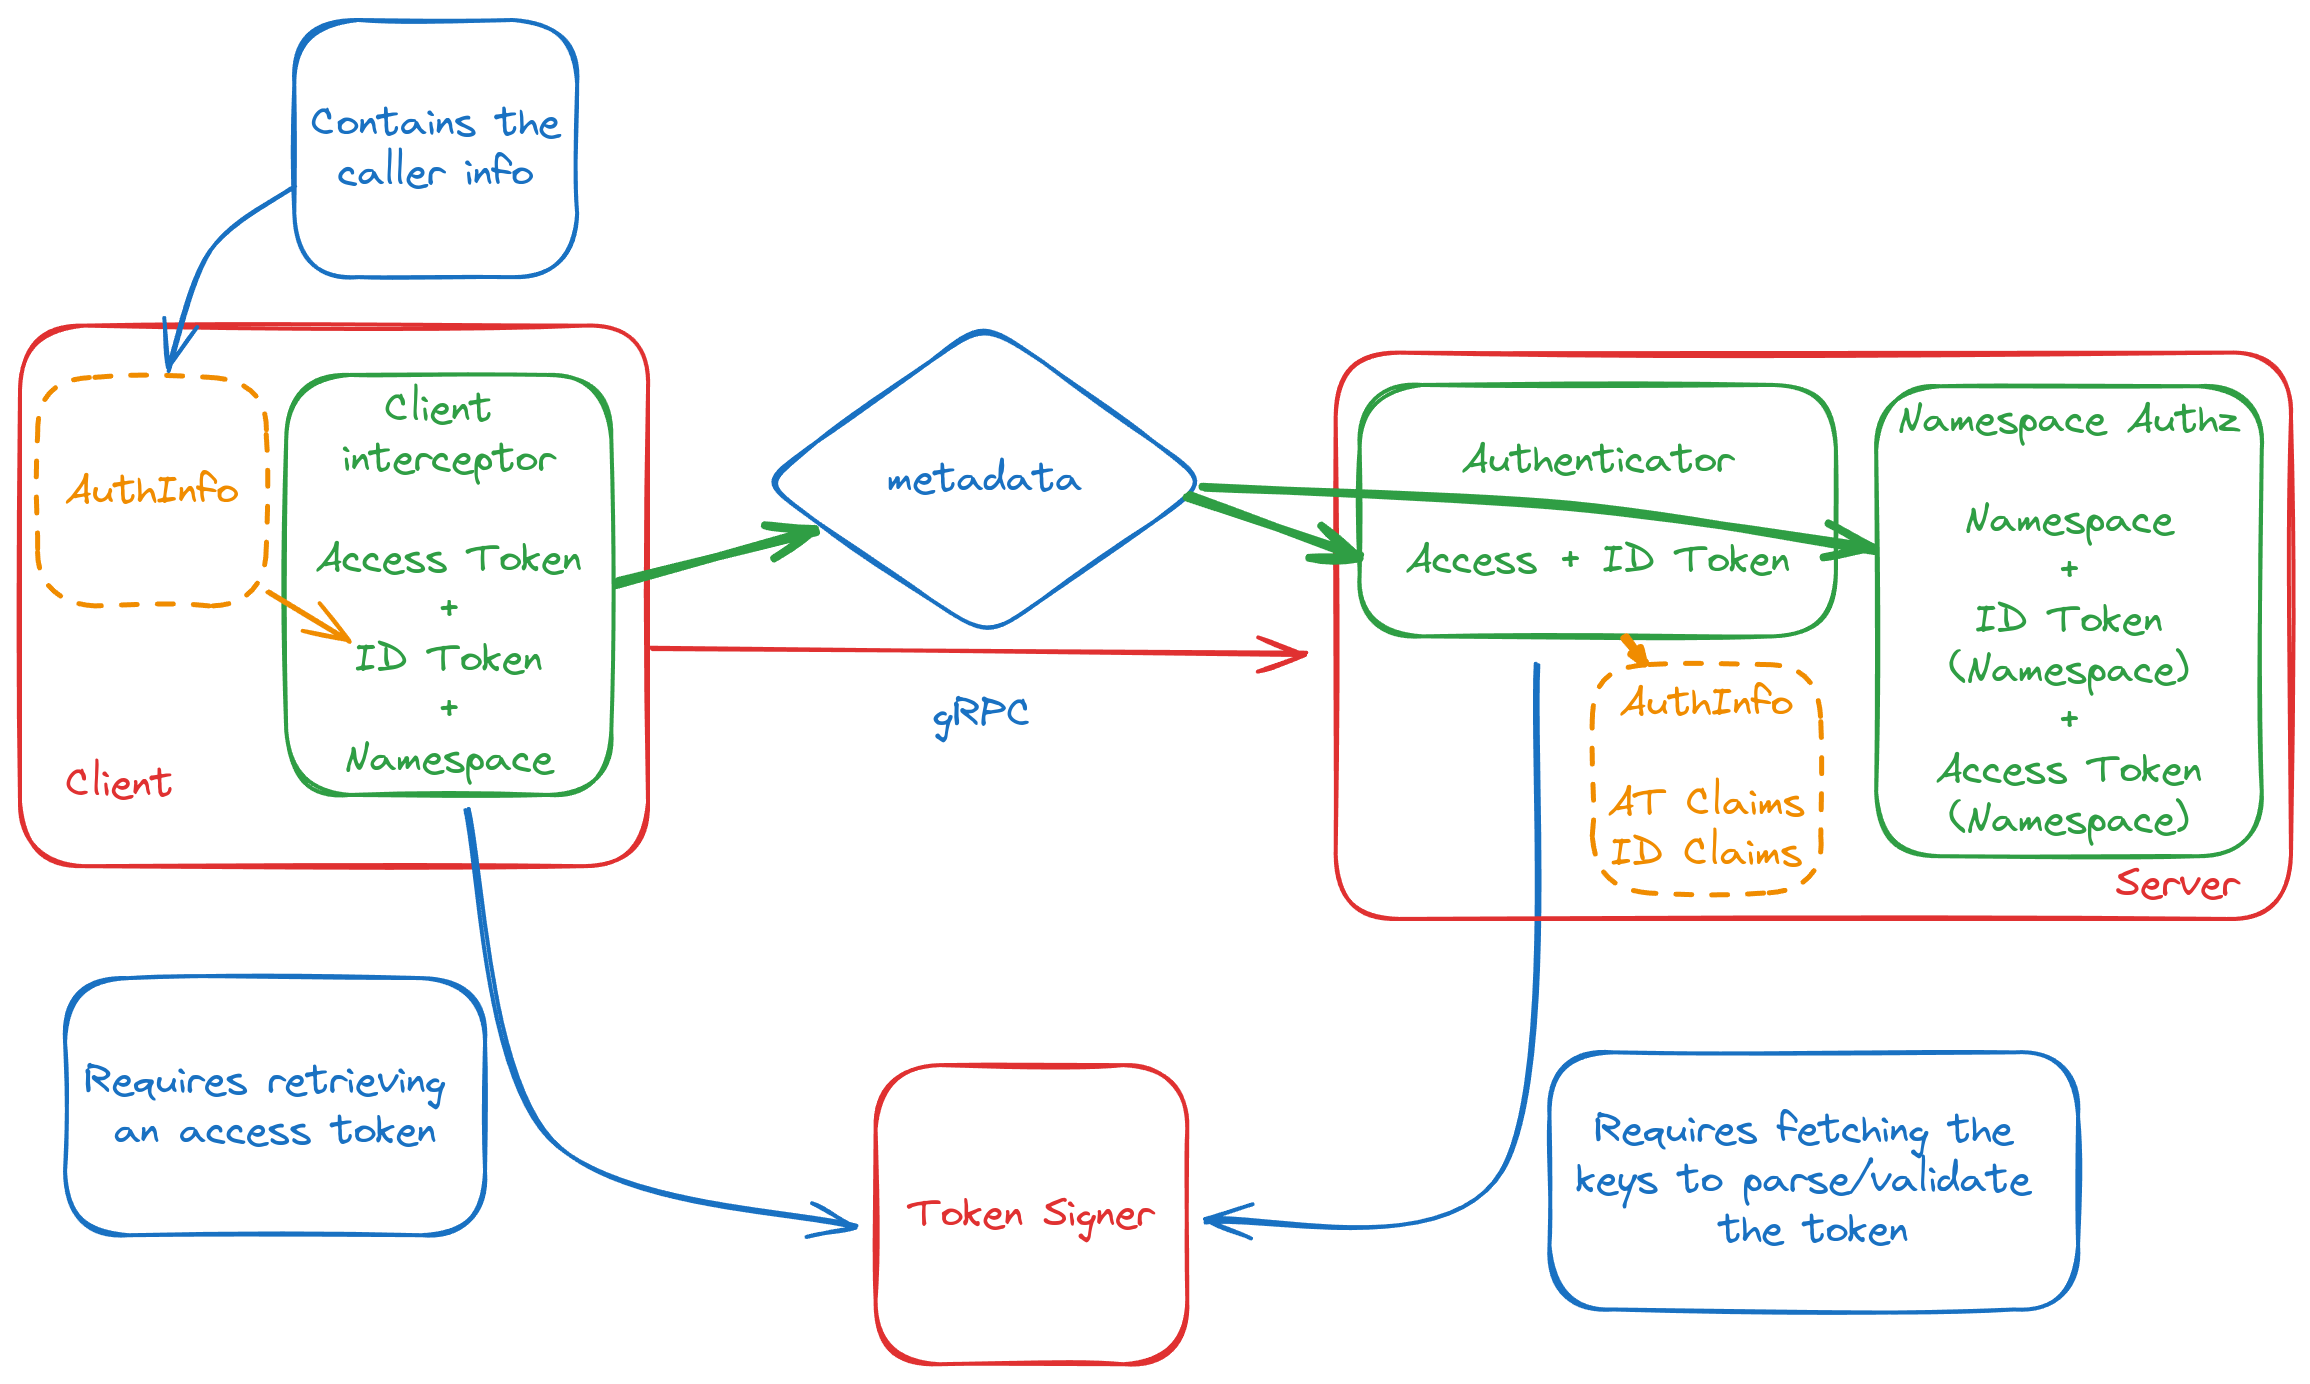 Contains the
caller info
AuthInfo
Client
interceptor
Access Token
+
ID Token
+
Namespace
Client
metadata
gRPC
Authenticator
Access + ID Token
AuthInfo
AT Claims
ID Claims
Namespace Authz
Namespace
+
ID Token
(Namespace)
+
Access Token
(Namespace)
Server
Requires retrieving
an access token
Token Signer
Requires fetching the
keys to parse/validate
the token